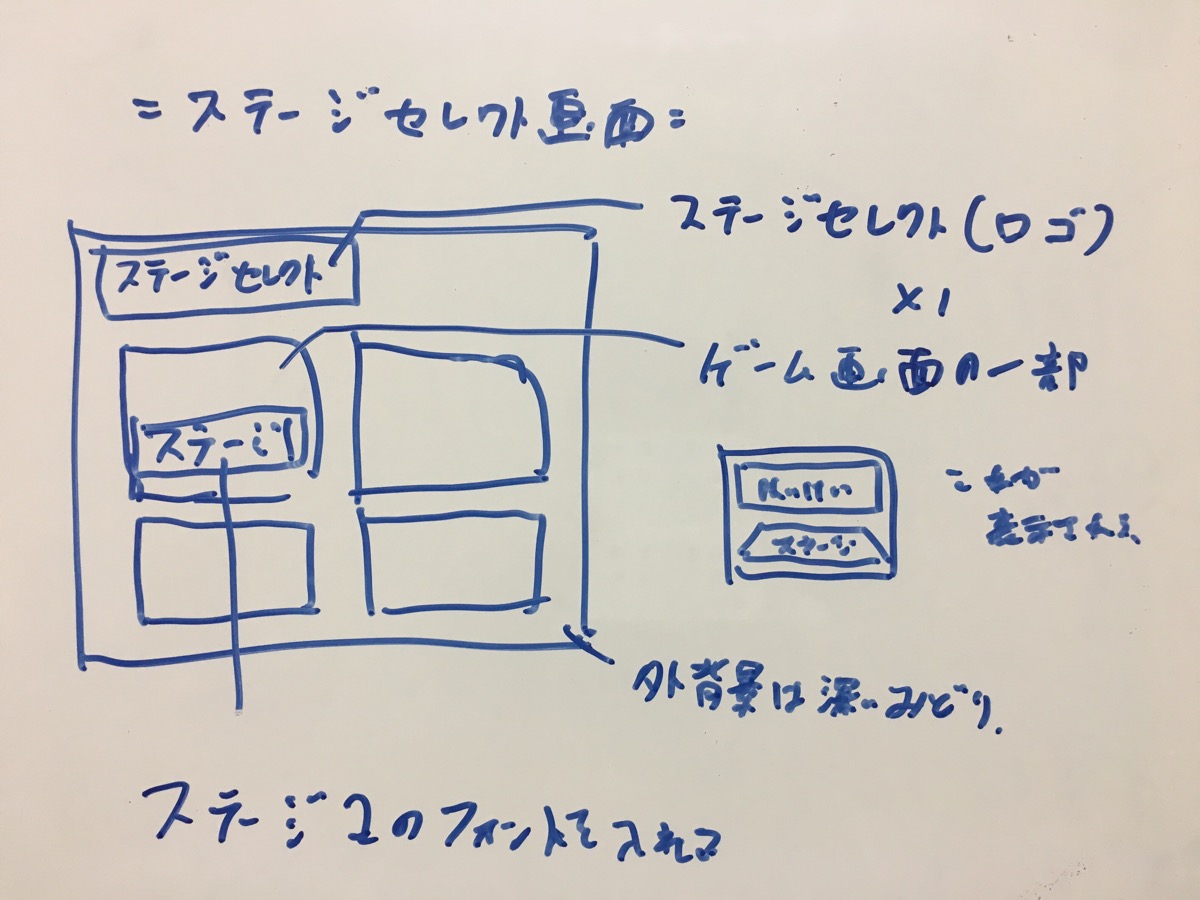 =ステージセレクト画面=
ステージセレクト(ロゴ)
×1
ステージセレクト
ゲーム画面の一部
ステージ1
ステージ
これが
表示される、
外背景は深いみどり.
ステージ2のフォントを入れる